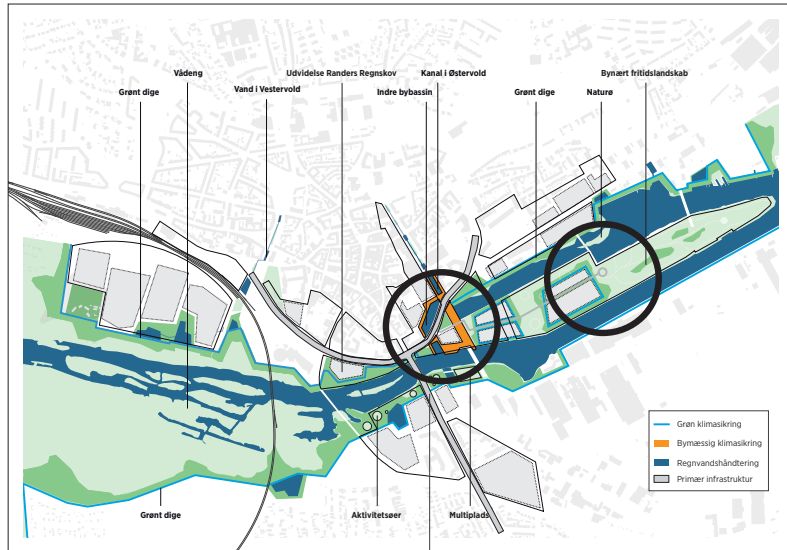 Vådeng
Udvidelse Randers Regnskov
Kanal i Østervold
Bynært fritidslandskab
Grønt dige
Vand i Vestervold
Indre bybassin
Grønt dige
Naturø
Grøn klimasikring
Bymæssig klimasikring
Regnvandshåndtering
Primær infrastruktur
Grønt dige
Aktivitetsøer
Multiplads